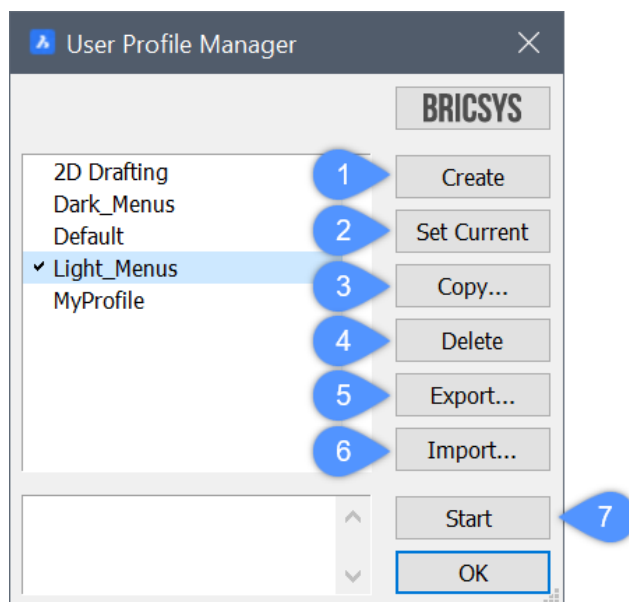 User Profile Manager
BRICSYS
2D Drafting
Dark_Menus
Default
Light_Menus
MyProfile
1 Create
2 Set Current
3 Copy...
4 Delete
5 Export...
6 Import...
Start 7
OK